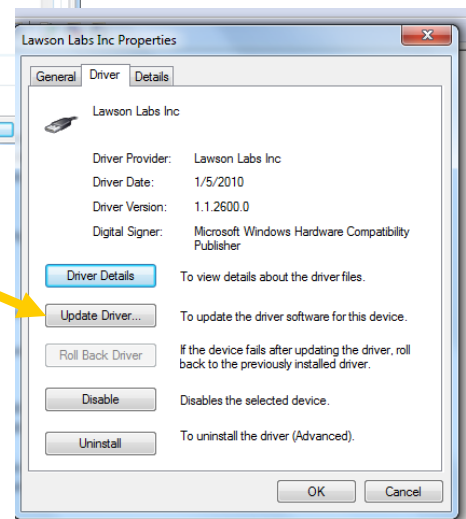 Lawson Labs Inc Properties
General Driver Details
Lawson Labs Inc
Driver Provider: Lawson Labs Inc
Driver Date: 1/5/2010
Driver Version: 1.1.2600.0
Digital Signer: Microsoft Windows Hardware Compatibility
Publisher
Driver Details To view details about the driver files.
Update Driver... To update the driver software for this device.
Roll Back Driver If the device fails after updating the driver, roll
back to the previously installed driver.
Disable Disables the selected device.
Uninstall To uninstall the driver (Advanced).
OK Cancel